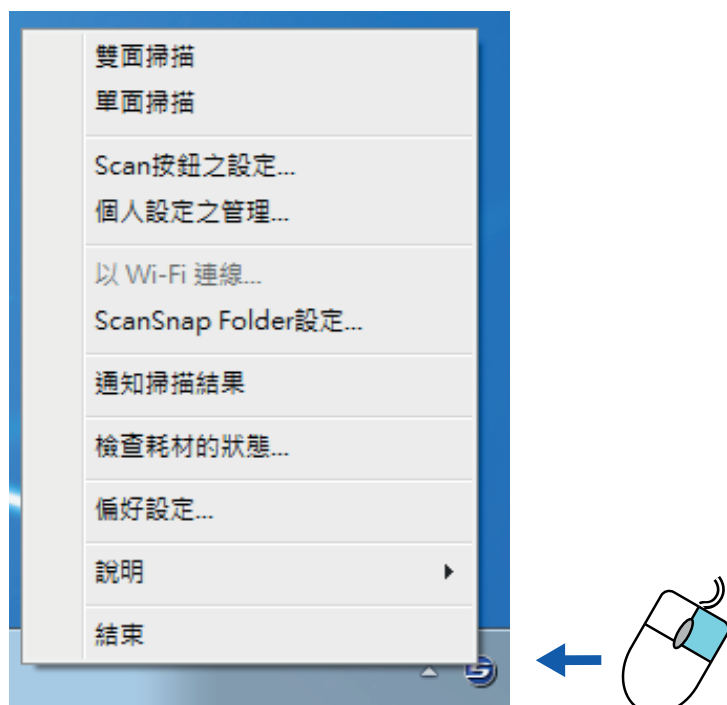 雙面掃描
單面掃描
Scan按鈕之設定...
個人設定之管理...
以 Wi-Fi 連線...
ScanSnap Folder設定...
通知掃描結果
檢查耗材的狀態...
偏好設定...
說明
結束